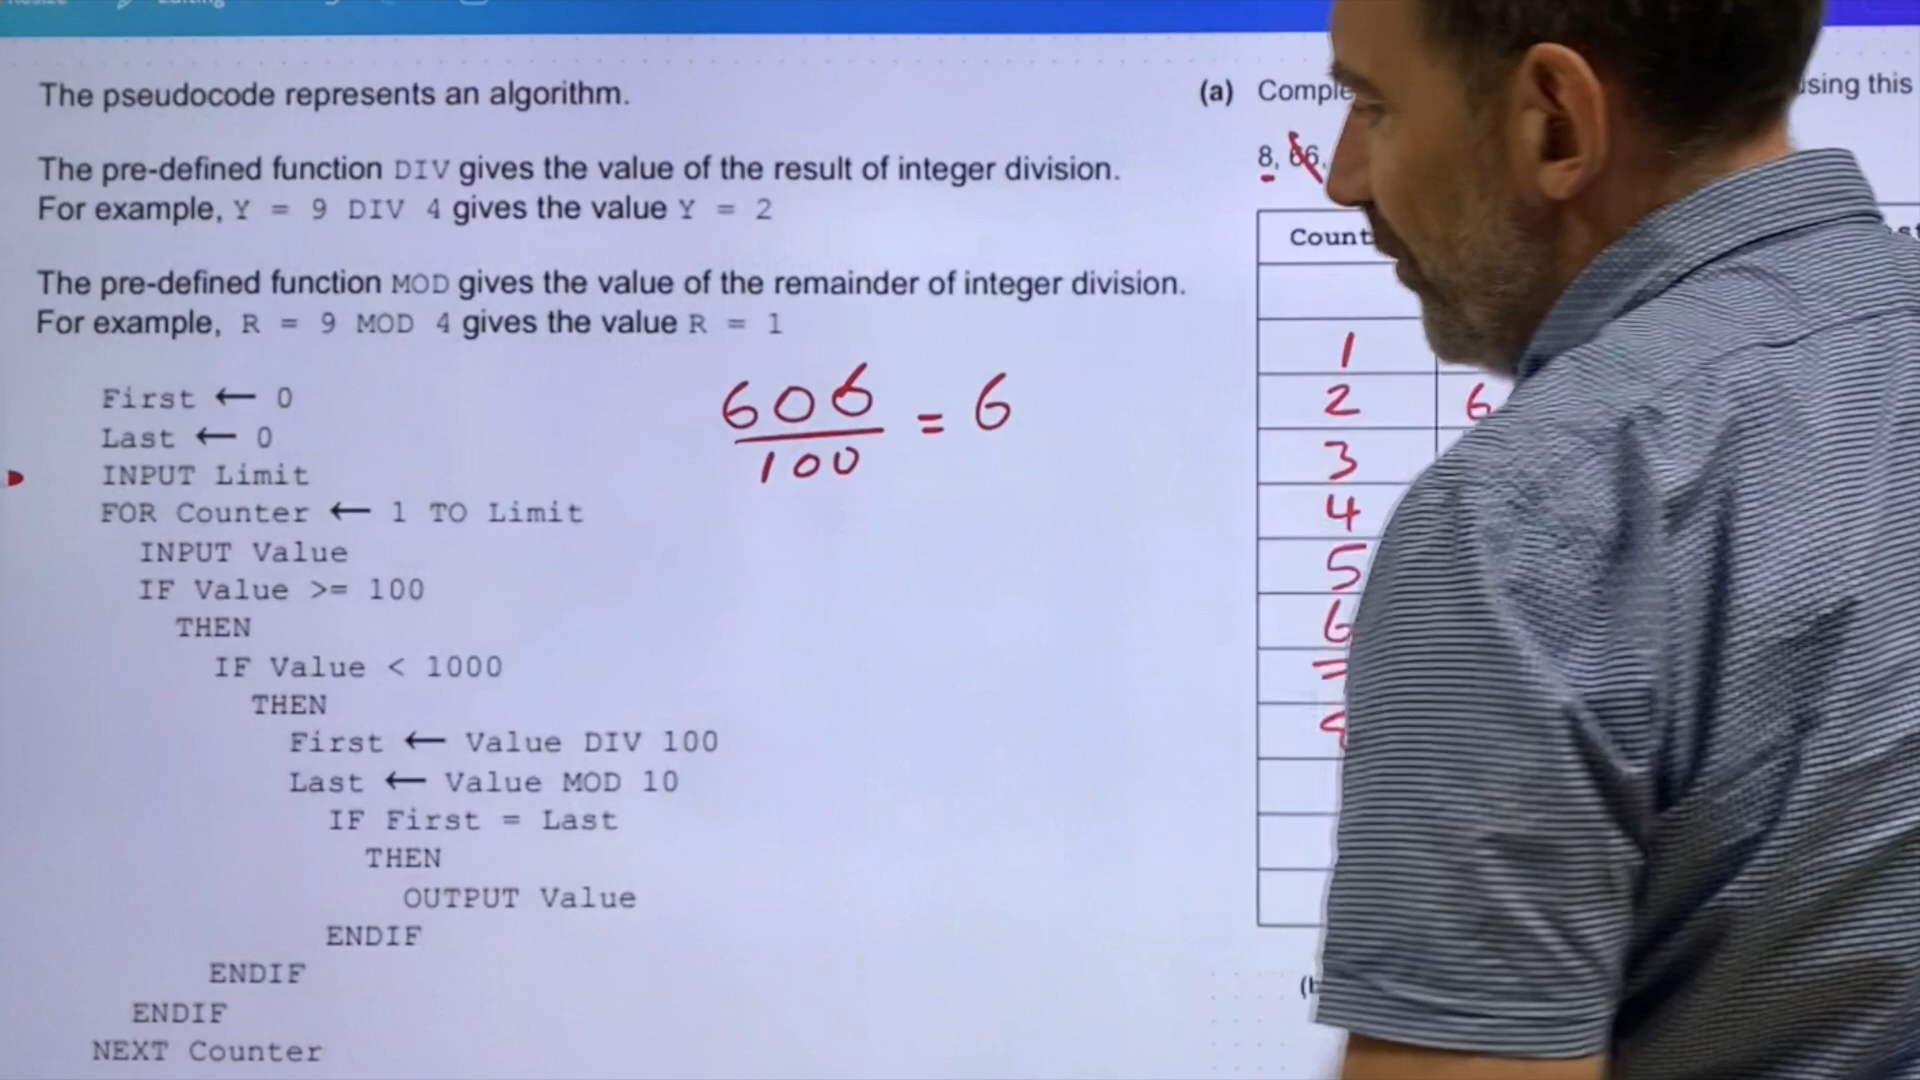 Editing
The pseudocode represents an algorithm.
The pre-defined function DIV gives the value of the result of integer division.
For example, Y = 9 DIV 4 gives the value Y = 2
The pre-defined function MOD gives the value of the remainder of integer division.
For example, R = 9 MOD 4 gives the value R = 1
First ← 0
Last ← 0
INPUT Limit
FOR Counter ← 1 TO Limit
INPUT Value
IF Value >= 100
THEN
IF Value < 1000
THEN
First ← Value DIV 100
Last ← Value MOD 10
IF First = Last
THEN
OUTPUT Value
ENDIF
ENDIF
ENDIF
NEXT Counter
606
= 6
100
(a) Comple
using this
8, 66,
Count
1
2 6
3
4
5
6